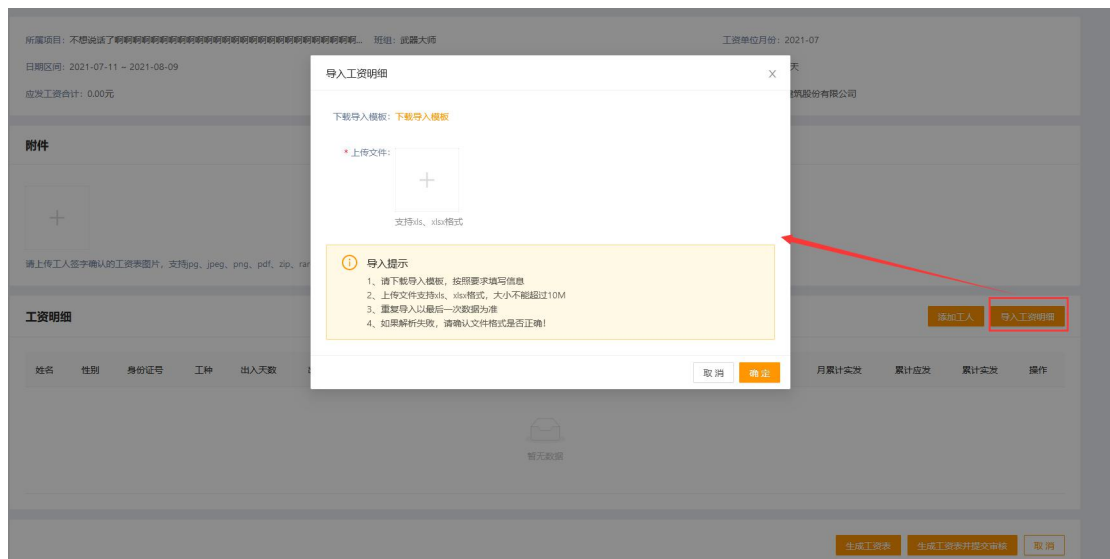 所属项目：不想说话了啊啊啊啊啊啊啊啊啊啊啊啊啊啊啊啊啊啊啊啊啊啊啊啊啊啊啊... 班组：武器大师 工资单位月份：2021-07
日期区间：2021-07-11 ~ 2021-08-09 天
应发工资合计：0.00元 建筑股份有限公司
导入工资明细
下载导入模板：下载导入模板
* 上传文件：
支持xls、xlsx格式
导入提示
1、请下载导入模板，按照要求填写信息
2、上传文件支持xls、xlsx格式，大小不能超过10M
3、重复导入以最后一次数据为准
4、如果解析失败，请确认文件格式是否正确！
取 消 确 定
附件
请上传工人签字确认的工资表图片，支持jpg、jpeg、png、pdf、zip、rar
工资明细 添加工人 导入工资明细
姓名 性别 身份证号 工种 出入天数 月累计实发 累计应发 累计实发 操作
暂无数据
生成工资表 生成工资表并提交审核 取 消